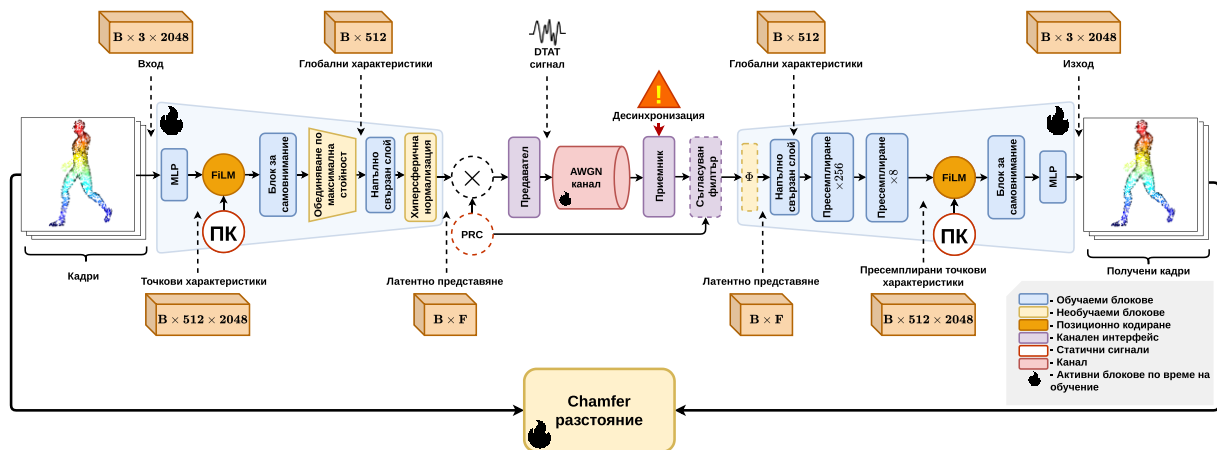 B × 3 × 2048
Вход
B × 512
Глобални характеристики
DTAT
сигнал
B × 512
Глобални характеристики
B × 3 × 2048
Изход
!
Десинхронизация
MLP
FiLM
ПК
Блок за
самовнимание
Обединяване по
максимална
стойност
Напълно
свързан слой
Хиперсферична
нормализация
×
PRC
Предавател
AWGN
канал
Приемник
Съгласуван
филтър
Φ
Напълно
свързан слой
Пресемплиране
×256
Пресемплиране
×8
FiLM
ПК
Блок за
самовнимание
MLP
Кадри
Точкови характеристики
B × 512 × 2048
Латентно представяне
B × F
Латентно представяне
B × F
Пресемплирани точкови
характеристики
B × 512 × 2048
Получени кадри
- Обучаеми блокове
- Необучаеми блокове
- Позиционно кодиране
- Канален интерфейс
- Статични сигнали
- Канал
- Активни блокове по време на
обучение
Chamfer
разстояние